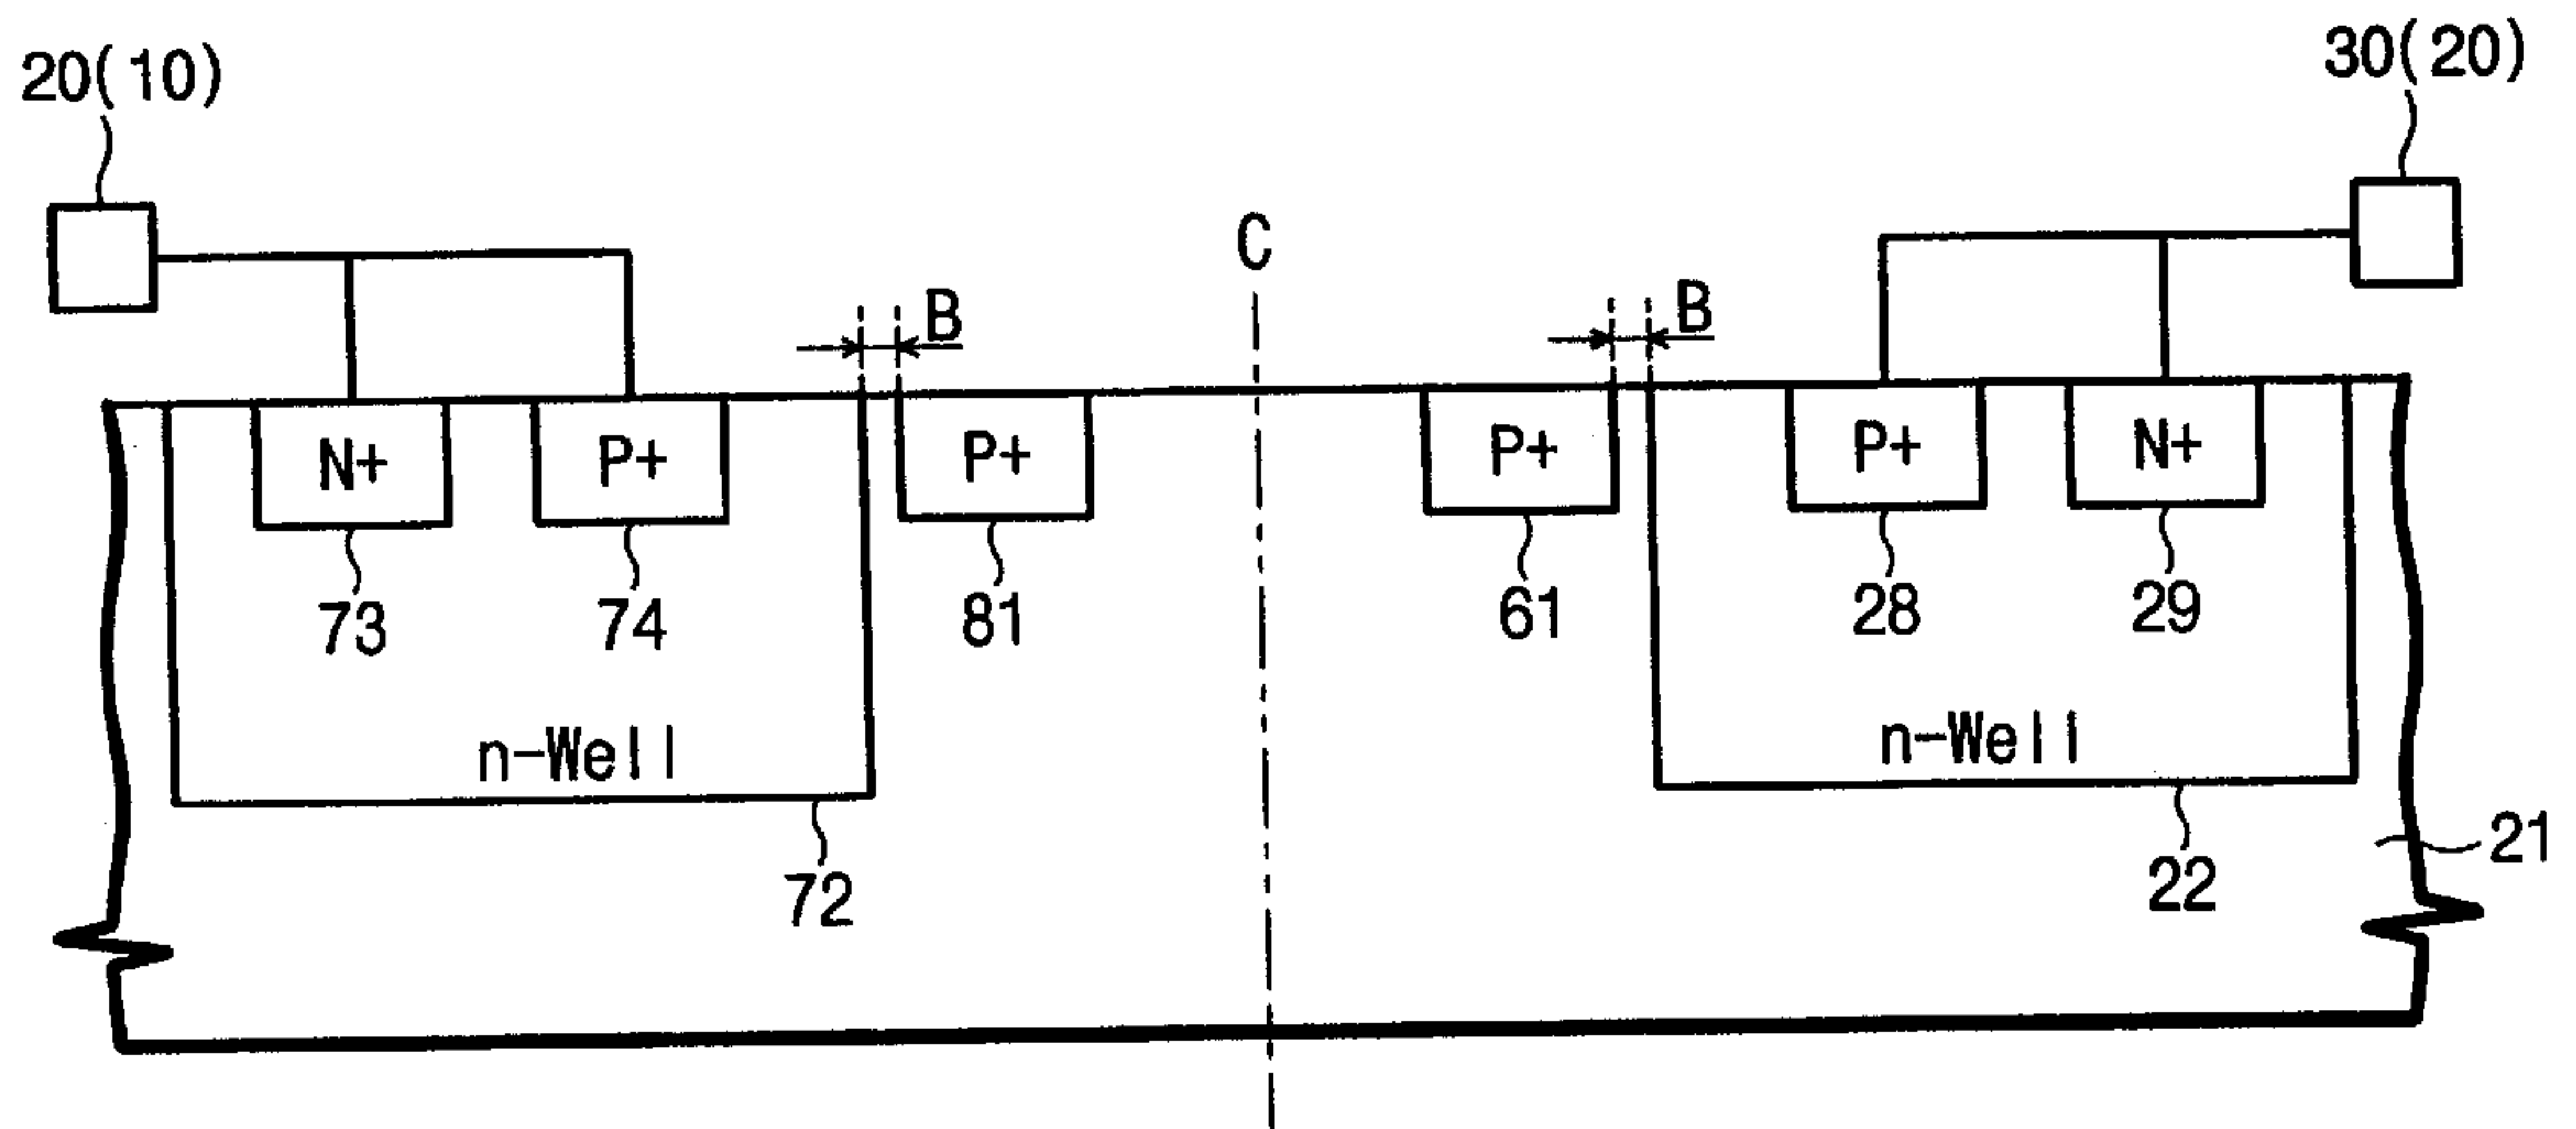 20(10)
30(20)
C
B
B
N+
P+
P+
P+
P+
N+
73
74
81
61
28
29
n-Well
n-Well
72
22
21